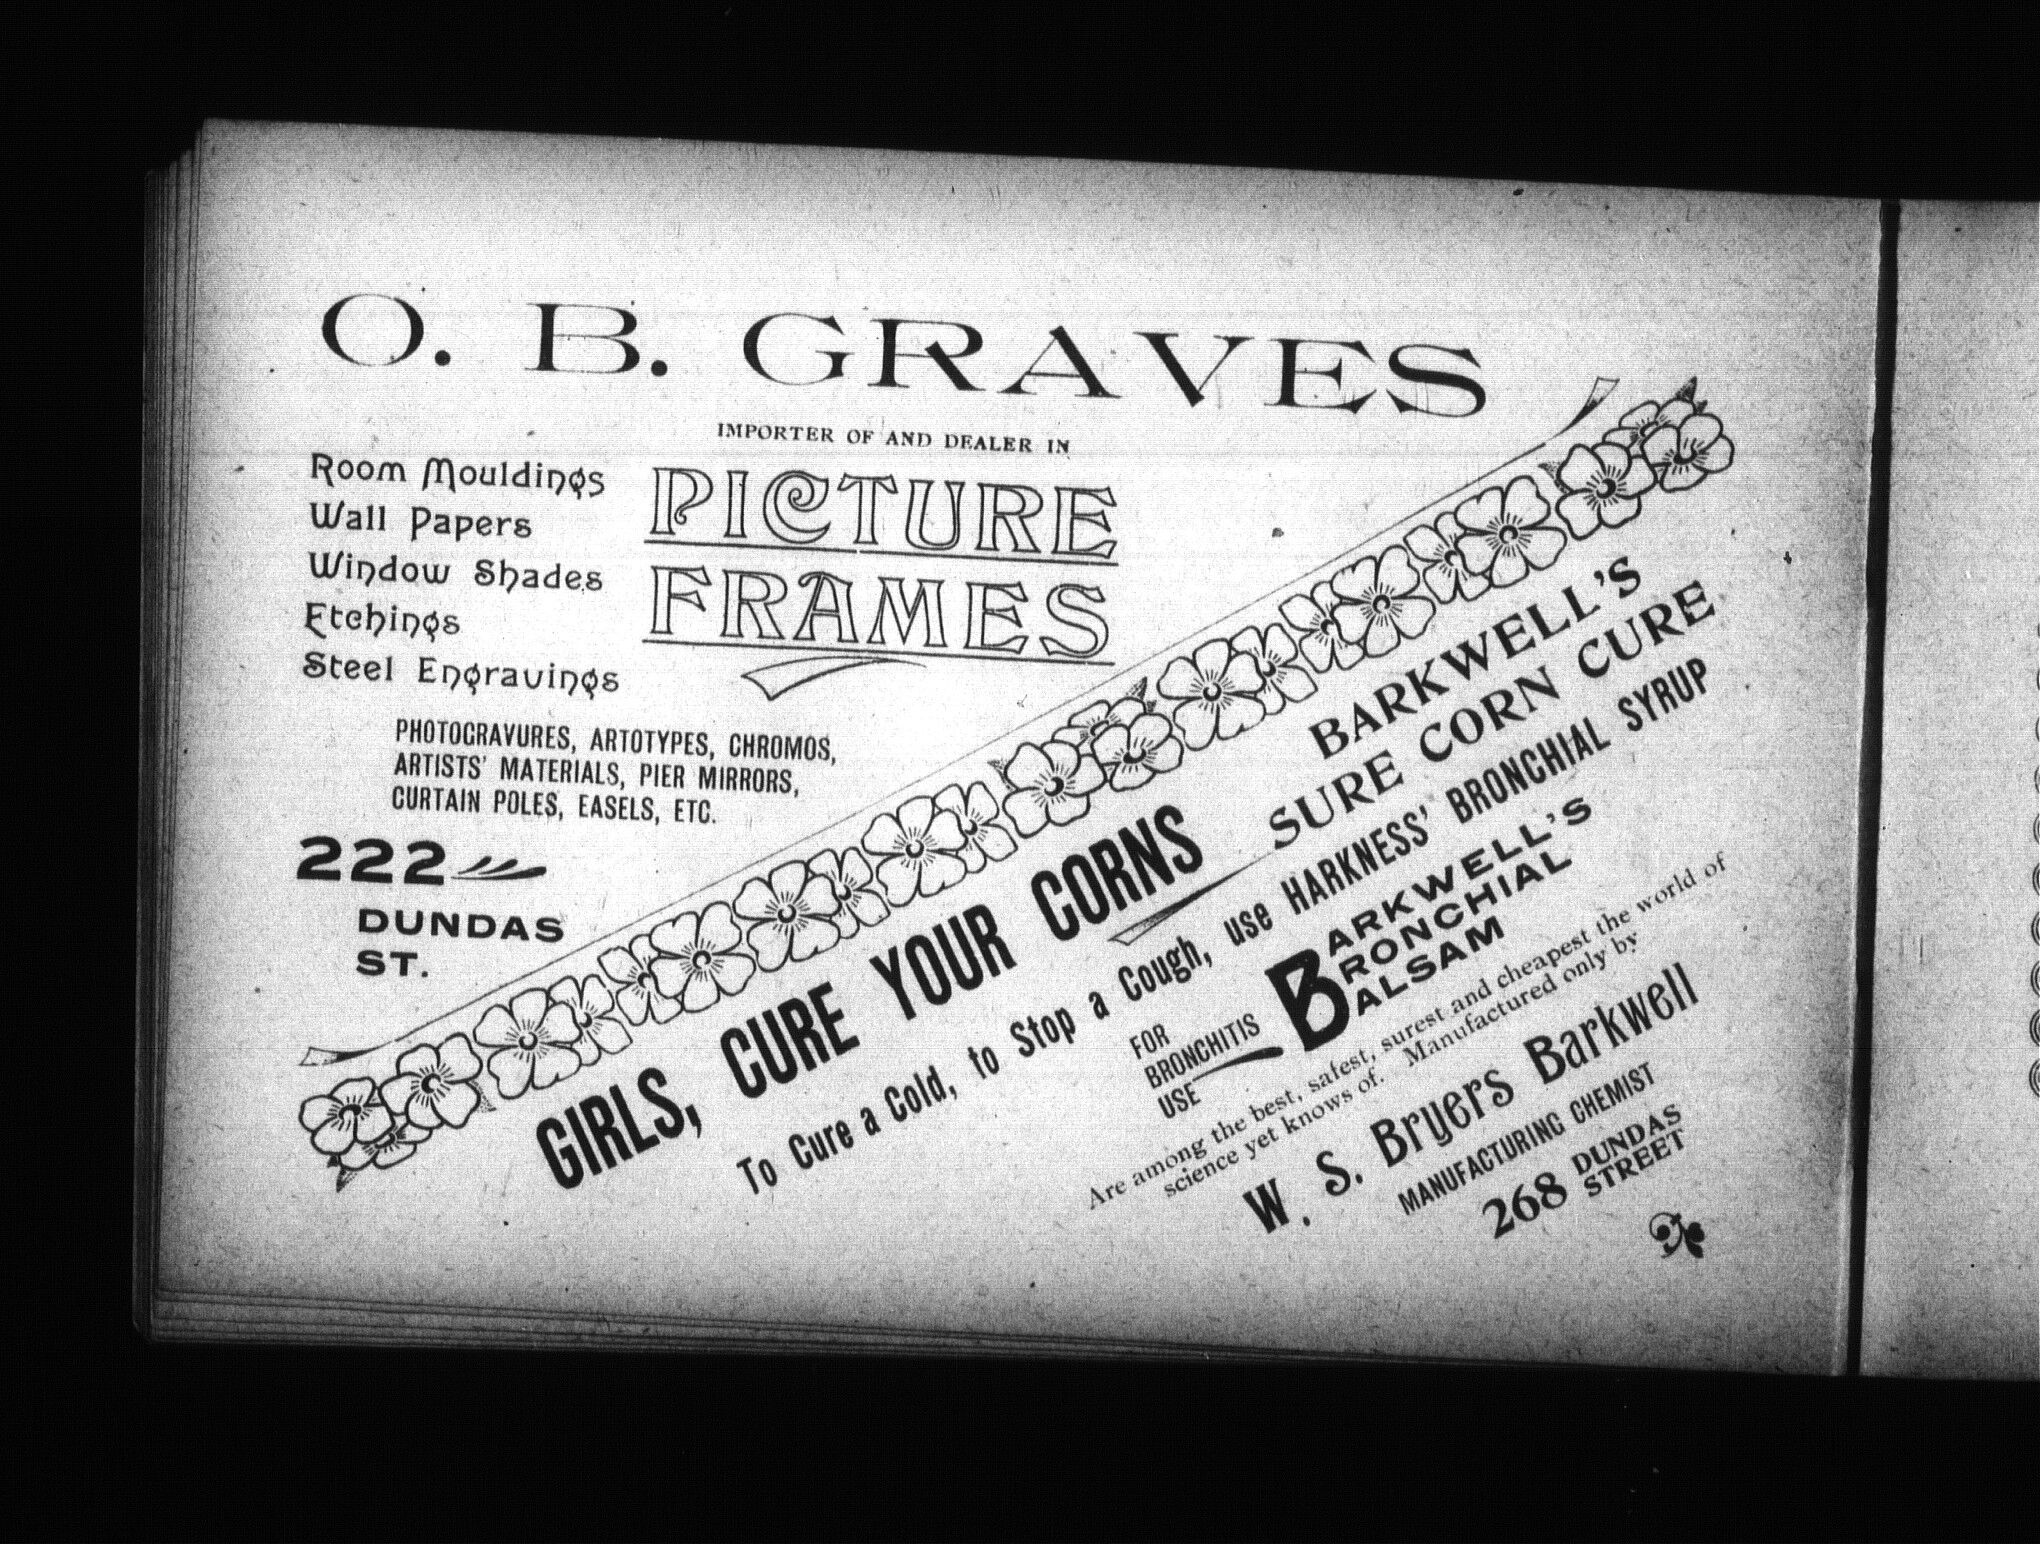 O. B. GRAVES
IMPORTER OF AND DEALER IN
PICTURE
FRAMES
Room Mouldings
Wall Papers
Window Shades
Etchings
Steel Engravings
PHOTOGRAVURES, ARTOTYPES, CHROMOS,
ARTISTS' MATERIALS, PIER MIRRORS,
CURTAIN POLES, EASELS, ETC.
222
DUNDAS
ST.
GIRLS, CURE YOUR CORNS
BARKWELL'S
SURE CORN CURE
To Cure a Cold, to Stop a Cough, use HARKNESS' BRONCHIAL SYRUP
FOR
BRONCHITIS
USE
BARKWELL'S
BRONCHIAL
BALSAM
Are among the best, safest, surest and cheapest the world of
science yet knows of. Manufactured only by
W. S. Bryers Barkwell
MANUFACTURING CHEMIST
268 DUNDAS
STREET